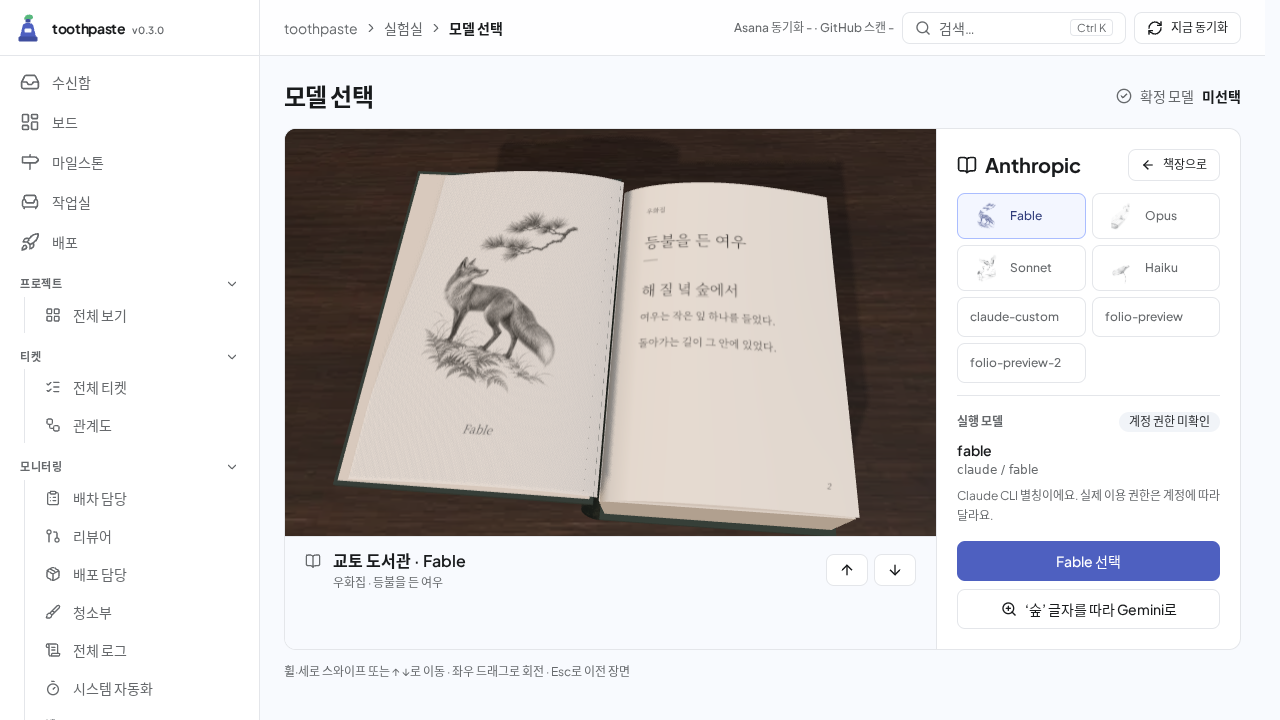 toothpaste v0.3.0
수신함
보드
마일스톤
작업실
배포
프로젝트
전체 보기
티켓
전체 티켓
관계도
모니터링
배차 담당
리뷰어
배포 담당
청소부
전체 로그
시스템 자동화
toothpaste > 실험실 > 모델 선택
Asana 동기화 - · GitHub 스캔 -
검색...
Ctrl K
지금 동기화
모델 선택
확정 모델 미선택
Fable
우화집
등불을 든 여우
해 질 녘 숲에서
여우는 작은 잎 하나를 들었다.
돌아가는 길이 그 안에 있었다.
2
교토 도서관 · Fable
우화집 · 등불을 든 여우
Anthropic
책장으로
Fable
Opus
Sonnet
Haiku
claude-custom
folio-preview
folio-preview-2
실행 모델
계정 권한 미확인
fable
claude / fable
Claude CLI 별칭이에요. 실제 이용 권한은 계정에 따라
달라요.
Fable 선택
‘숲’ 글자를 따라 Gemini로
휠·세로 스와이프 또는 ↑ ↓로 이동 · 좌우 드래그로 회전 · Esc로 이전 장면